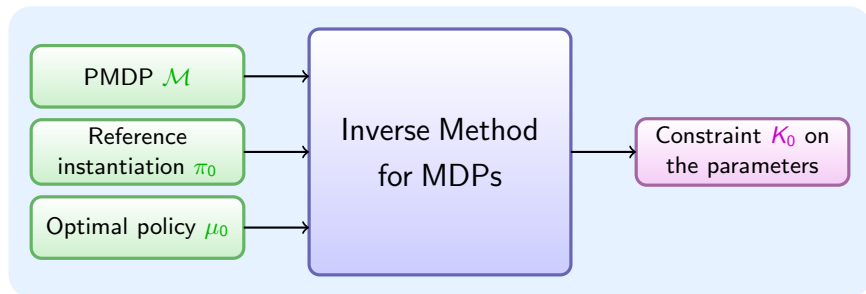 PMDP ℳ
Reference
instantiation π₀
Optimal policy μ₀
Inverse Method
for MDPs
Constraint K₀ on
the parameters